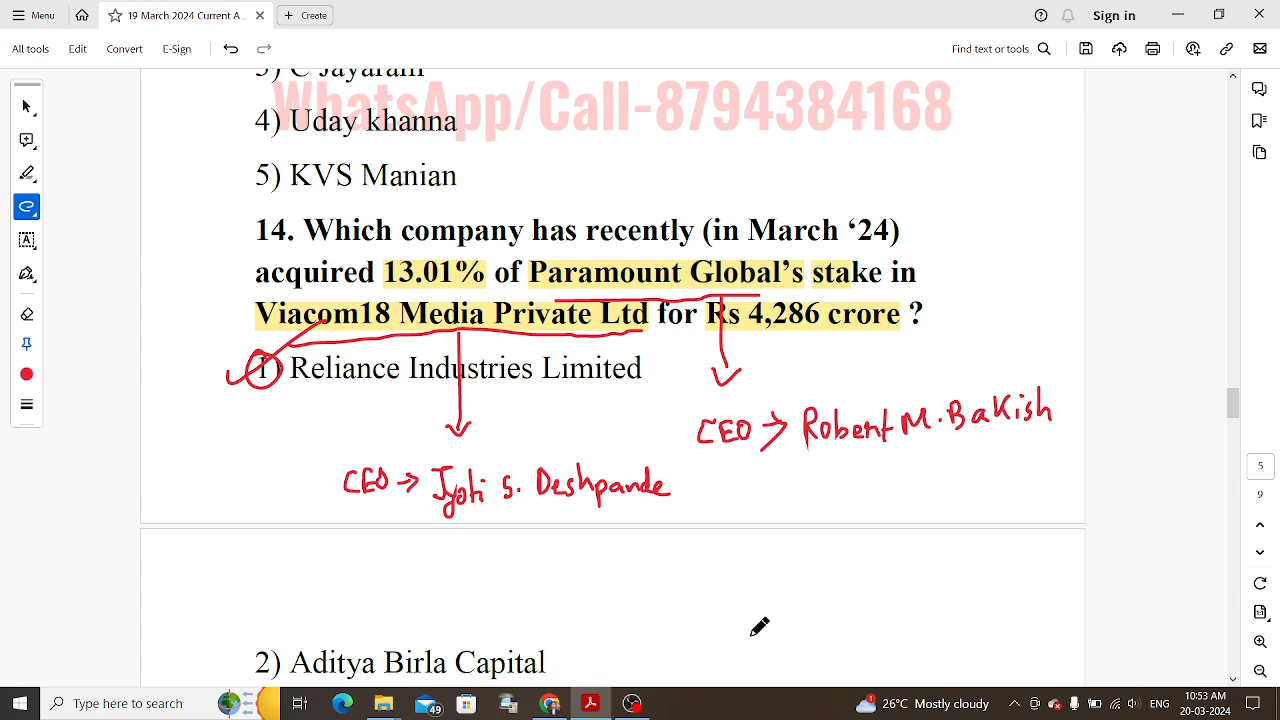 Menu
19 March 2024 Current A...
Create
Sign in
All tools
Edit
Convert
E-Sign
Find text or tools
3) C Jayaram
WhatsApp/Call-8794384168
4) Uday khanna
5) KVS Manian
14. Which company has recently (in March ‘24)
acquired 13.01% of Paramount Global’s stake in
Viacom18 Media Private Ltd for Rs 4,286 crore ?
1) Reliance Industries Limited
CEO → Robert M. Bakish
CEO → Jyoti S. Deshpande
5
9
2) Aditya Birla Capital
Type here to search
49
1
26°C Mostly cloudy
ENG
10:53 AM
20-03-2024